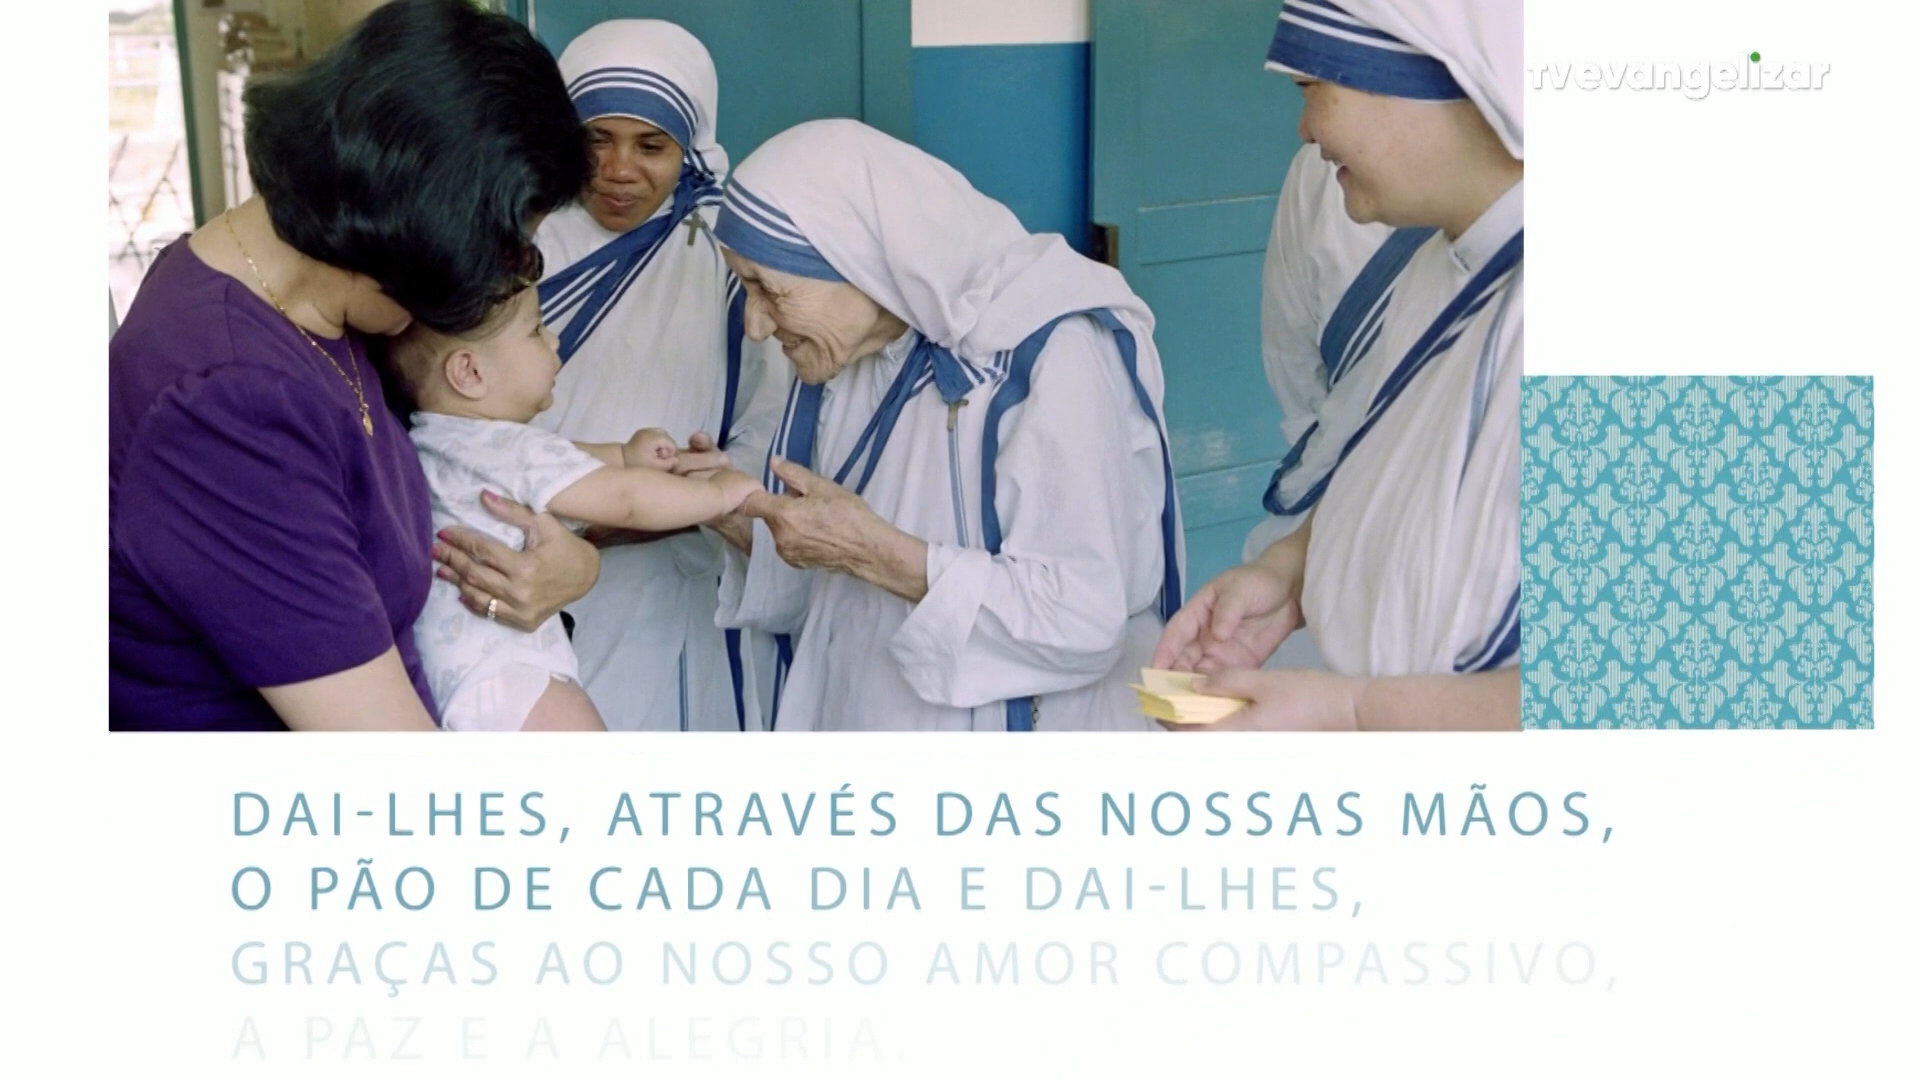 tvevangelizar
DAI-LHES, ATRAVÉS DAS NOSSAS MÃOS,
O PÃO DE CADA DIA E DAI-LHES,
GRAÇAS AO NOSSO AMOR COMPASSIVO,
A PAZ E A ALEGRIA.